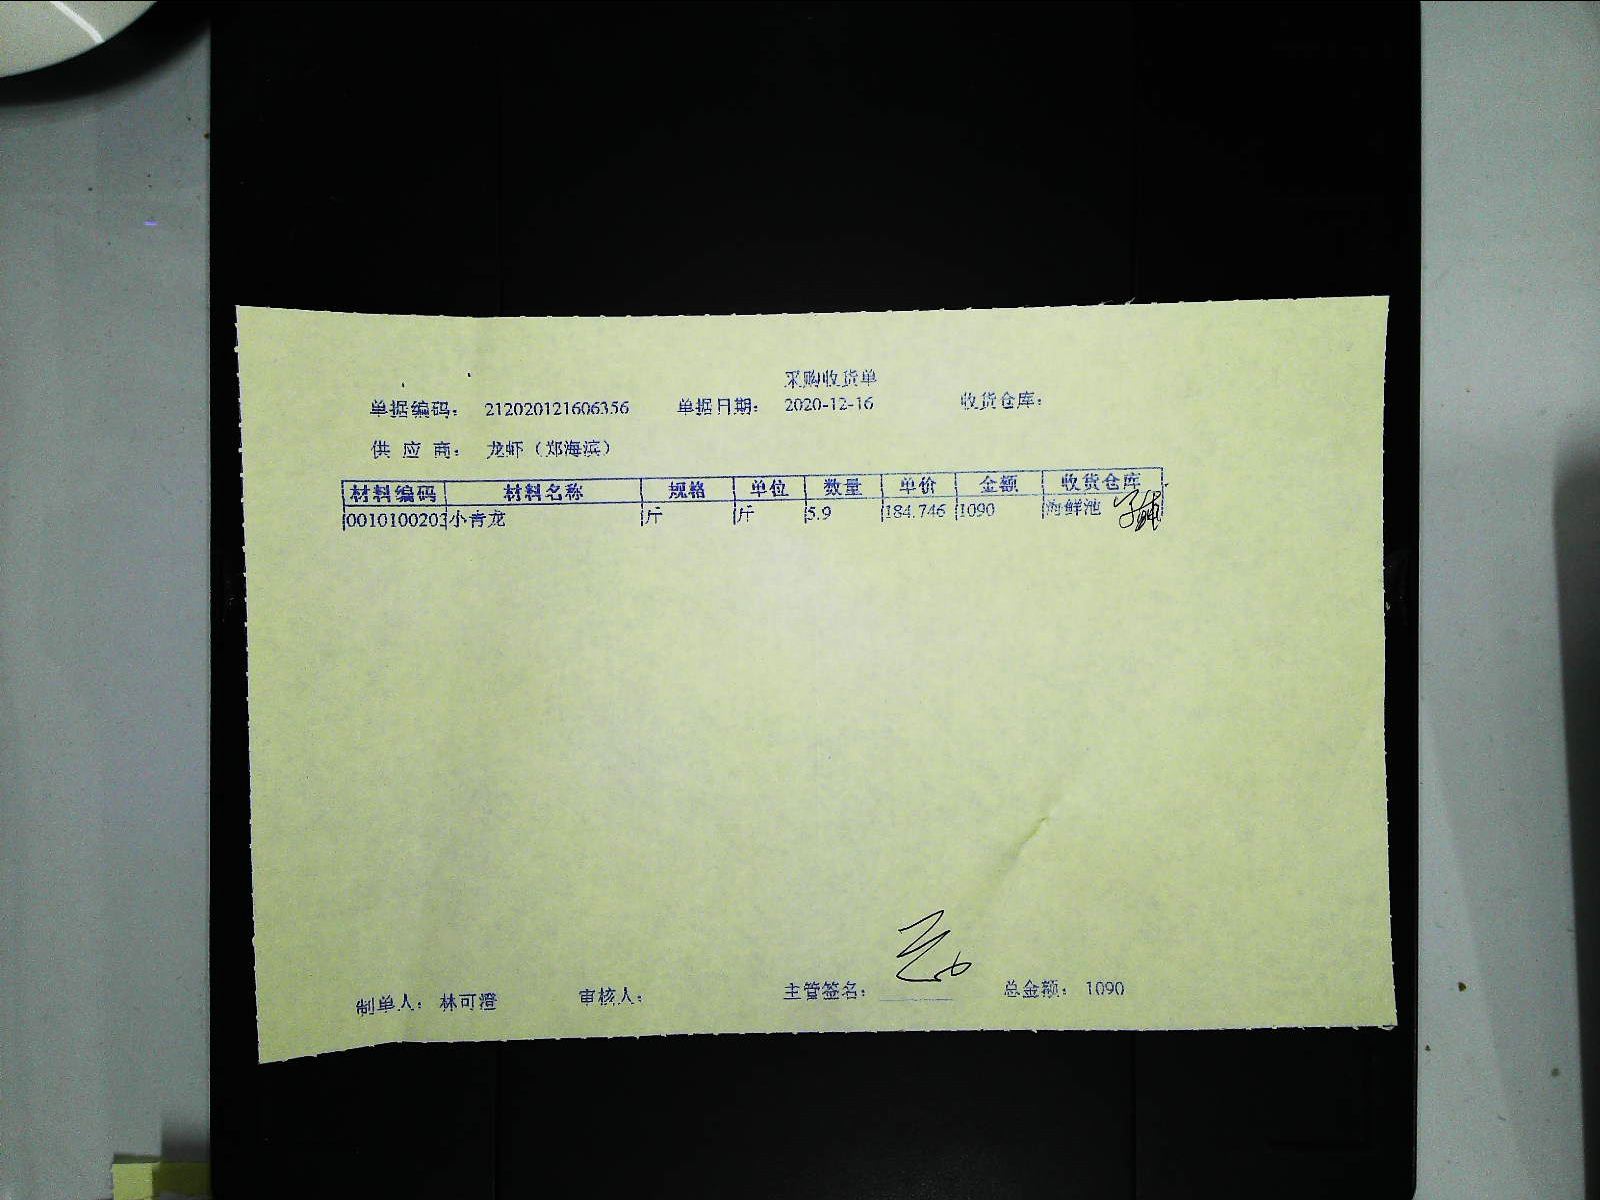 采购收货单
单据编码： 212020121606356 单据日期： 2020-12-16 收货仓库：
供 应 商： 龙虾（郑海滨）
材料编码 材料名称 规格 单位 数量 单价 金额 收货仓库
0010100203 小青龙 斤 斤 5.9 184.746 1090 海鲜池
制单人： 林可澄 审核人： 主管签名： 总金额： 1090